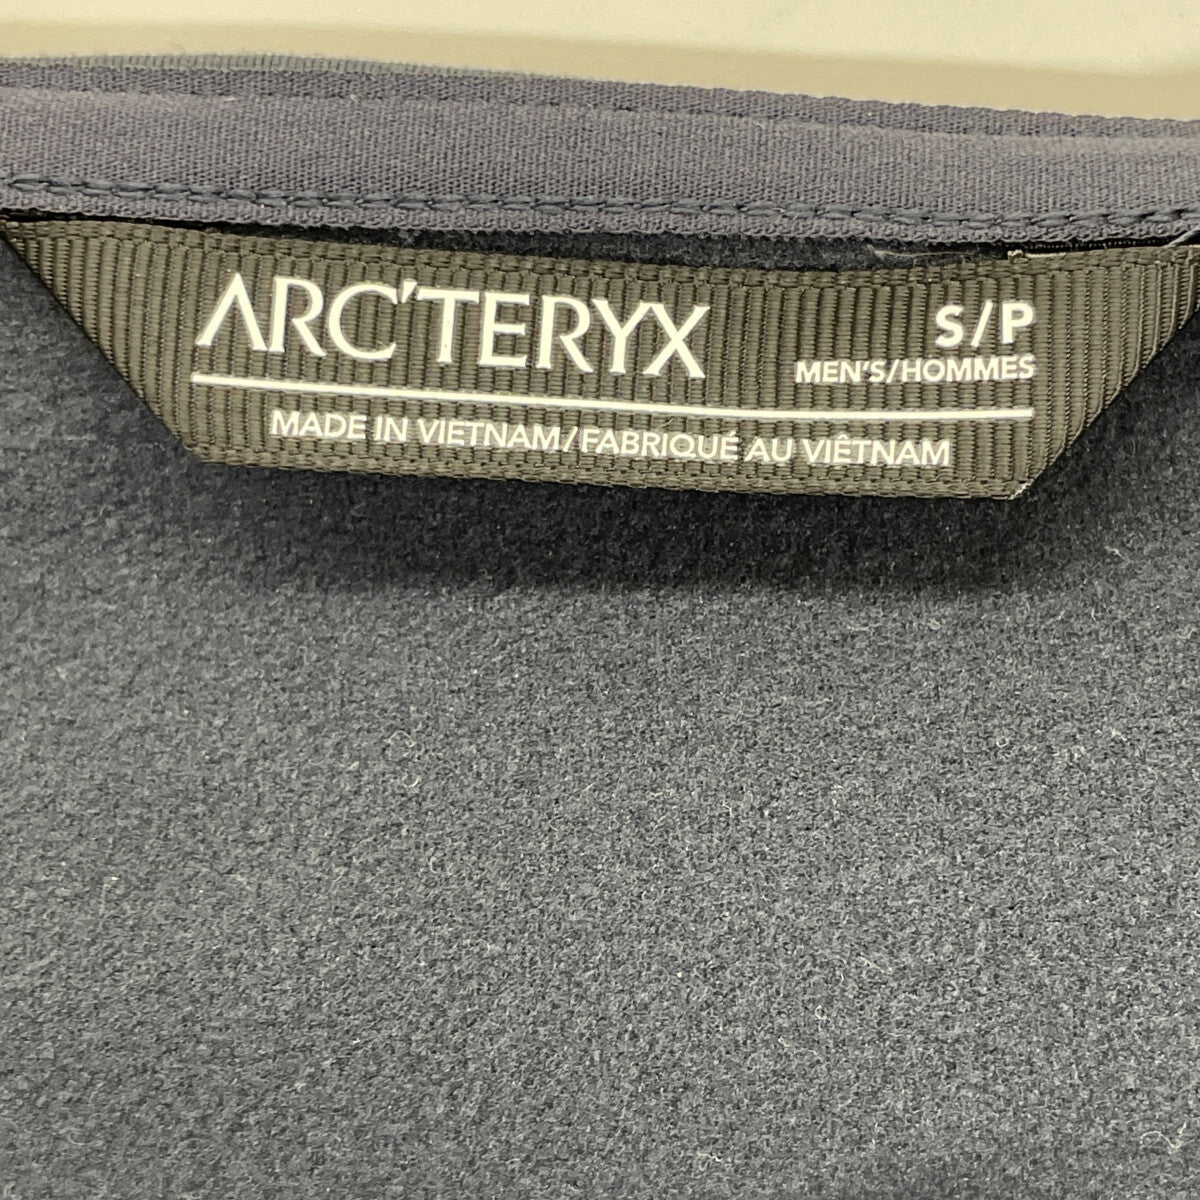 ARC'TERYX
S/P
MEN'S/HOMMES
MADE IN VIETNAM/FABRIQUÉ AU VIÊTNAM